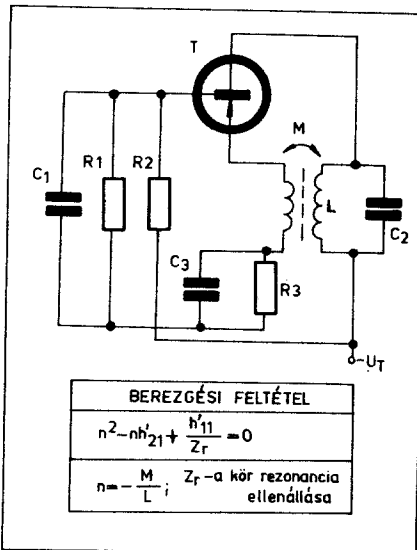 T
M
C1
R1
R2
L
C2
C3
R3
-UT
BEREZGÉSI FELTÉTEL
n² - nh'21 + h'11/Zr = 0
n = - M/L ; Zr - a kör rezonancia
ellenállása